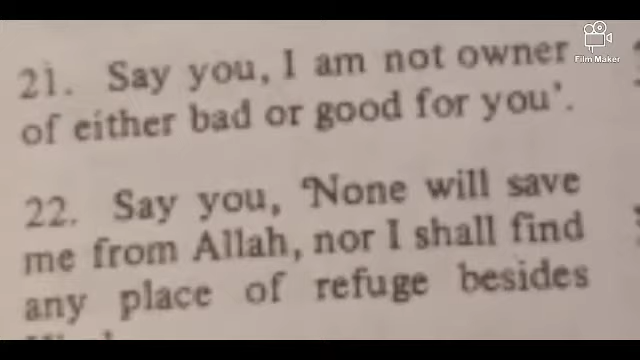 21. Say you, I am not owner
of either bad or good for you'.
22. Say you, 'None will save
me from Allah, nor I shall find
any place of refuge besides
Film Maker